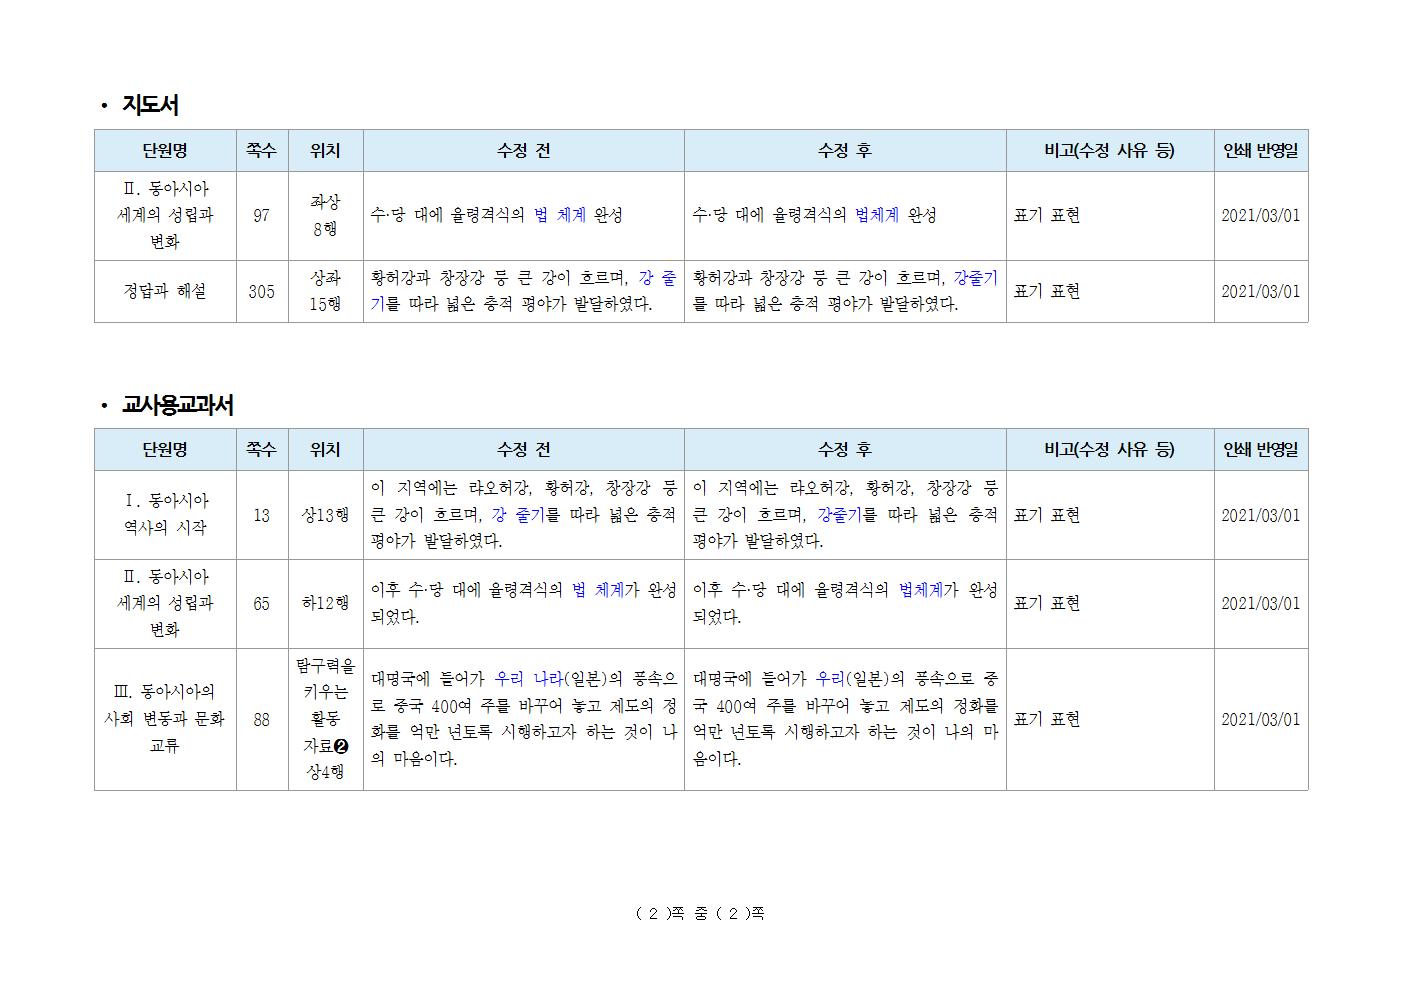 • 지도서
단원명 쪽수 위치 수정 전 수정 후 비고(수정 사유 등) 인쇄 반영일
Ⅱ. 동아시아
세계의 성립과
변화
97
좌상
8행
수·당 대에 율령격식의 법 체계 완성
수·당 대에 율령격식의 법체계 완성
표기 표현
2021/03/01
정답과 해설
305
상좌
15행
황허강과 창장강 등 큰 강이 흐르며, 강 줄
기를 따라 넓은 충적 평야가 발달하였다.
황허강과 창장강 등 큰 강이 흐르며, 강줄기
를 따라 넓은 충적 평야가 발달하였다.
표기 표현
2021/03/01
• 교사용교과서
단원명 쪽수 위치 수정 전 수정 후 비고(수정 사유 등) 인쇄 반영일
Ⅰ. 동아시아
역사의 시작
13
상13행
이 지역에는 랴오허강, 황허강, 창장강 등
큰 강이 흐르며, 강 줄기를 따라 넓은 충적
평야가 발달하였다.
이 지역에는 랴오허강, 황허강, 창장강 등
큰 강이 흐르며, 강줄기를 따라 넓은 충적
평야가 발달하였다.
표기 표현
2021/03/01
Ⅱ. 동아시아
세계의 성립과
변화
65
하12행
이후 수·당 대에 율령격식의 법 체계가 완성
되었다.
이후 수·당 대에 율령격식의 법체계가 완성
되었다.
표기 표현
2021/03/01
Ⅲ. 동아시아의
사회 변동과 문화
교류
88
탐구력을
키우는
활동
자료❷
상4행
대명국에 들어가 우리 나라(일본)의 풍속으
로 중국 400여 주를 바꾸어 놓고 제도의 정
화를 억만 년토록 시행하고자 하는 것이 나
의 마음이다.
대명국에 들어가 우리(일본)의 풍속으로 중
국 400여 주를 바꾸어 놓고 제도의 정화를
억만 년토록 시행하고자 하는 것이 나의 마
음이다.
표기 표현
2021/03/01
( 2 )쪽 중 ( 2 )쪽